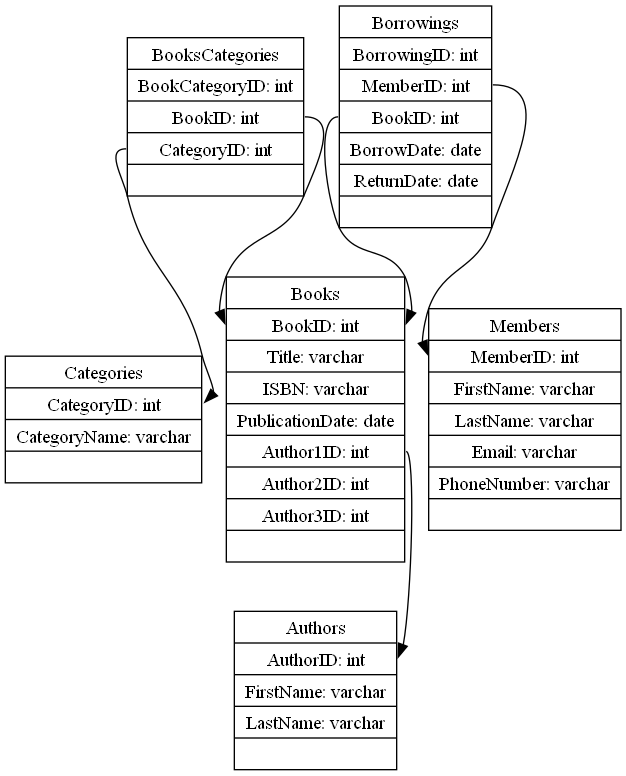 Borrowings
BorrowingID: int
MemberID: int
BookID: int
BorrowDate: date
ReturnDate: date
BooksCategories
BookCategoryID: int
BookID: int
CategoryID: int
Books
BookID: int
Title: varchar
ISBN: varchar
PublicationDate: date
Author1ID: int
Author2ID: int
Author3ID: int
Members
MemberID: int
FirstName: varchar
LastName: varchar
Email: varchar
PhoneNumber: varchar
Categories
CategoryID: int
CategoryName: varchar
Authors
AuthorID: int
FirstName: varchar
LastName: varchar